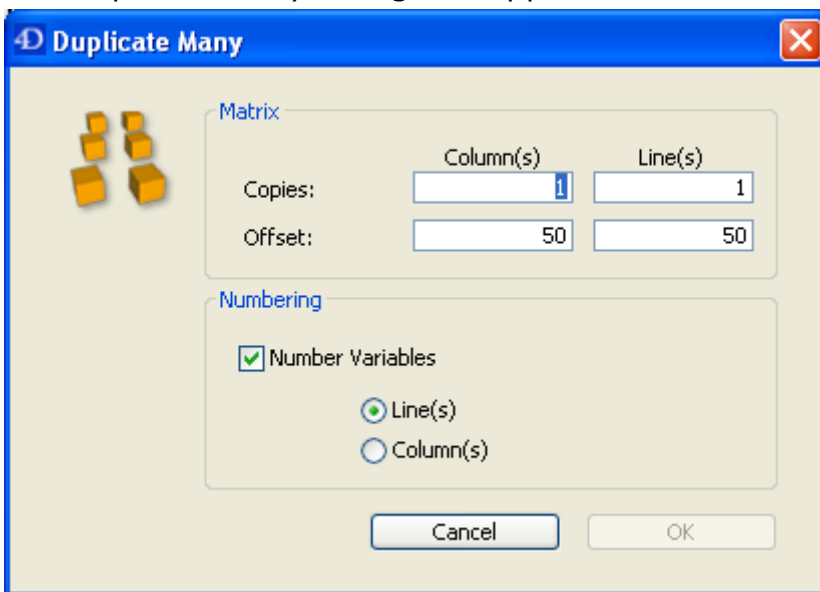 4D Duplicate Many
Matrix
Column(s) Line(s)
Copies: 1 1
Offset: 50 50
Numbering
Number Variables
Line(s)
Column(s)
Cancel OK